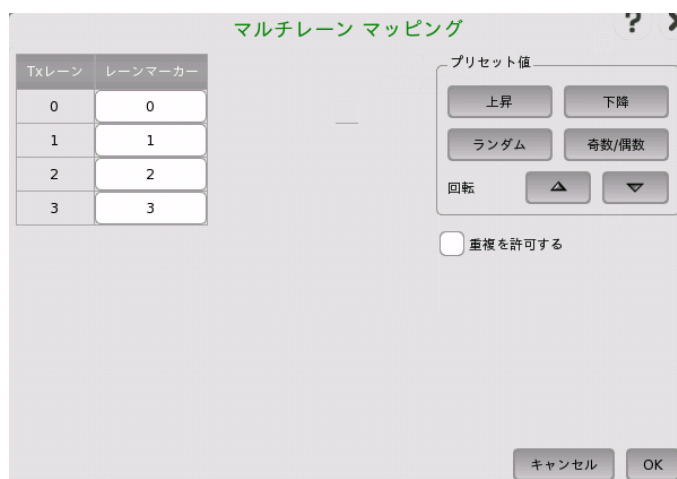 マルチレーン マッピング
?
Txレーン レーンマーカー
0 0
1 1
2 2
3 3
プリセット値
上昇 下降
ランダム 奇数/偶数
回転
重複を許可する
キャンセル OK